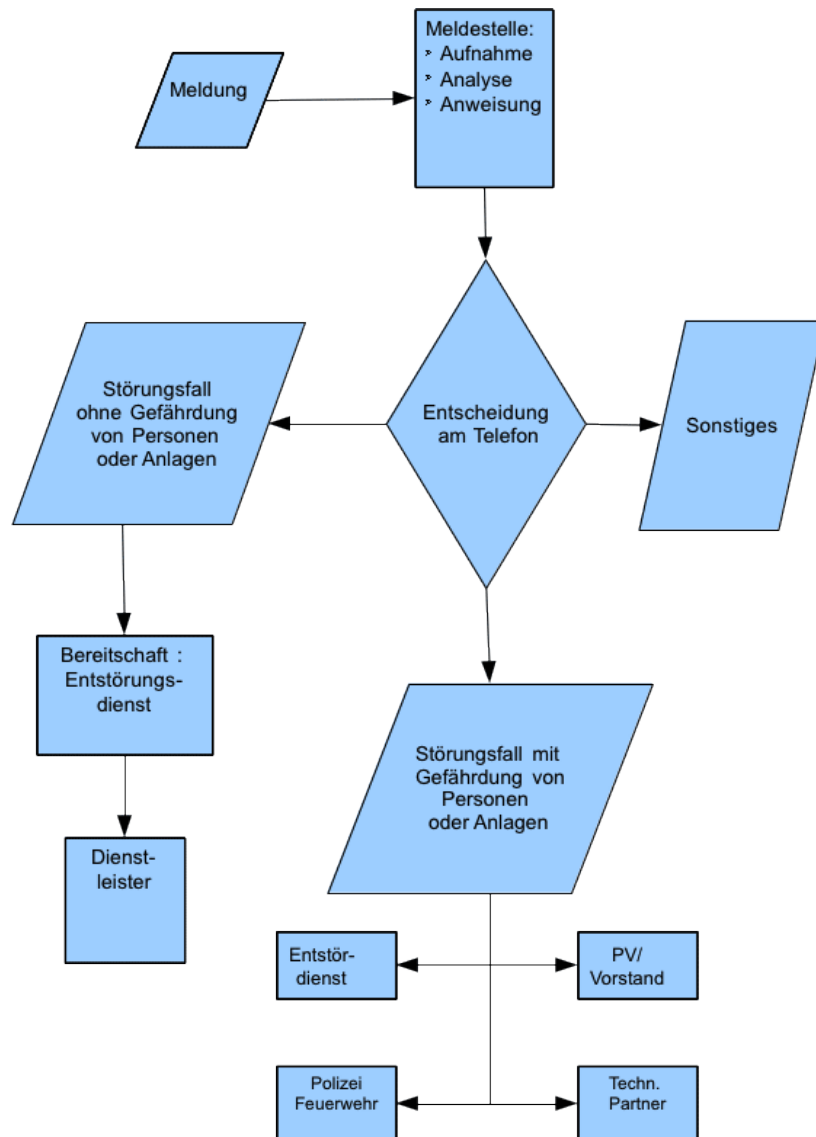 Meldung
Meldestelle:
Aufnahme
Analyse
Anweisung
Störungsfall
ohne Gefährdung
von Personen
oder Anlagen
Entscheidung
am Telefon
Sonstiges
Bereitschaft :
Entstörungs-
dienst
Störungsfall mit
Gefährdung von
Personen
oder Anlagen
Dienst-
leister
Entstör-
dienst
PV/
Vorstand
Polizei
Feuerwehr
Techn.
Partner